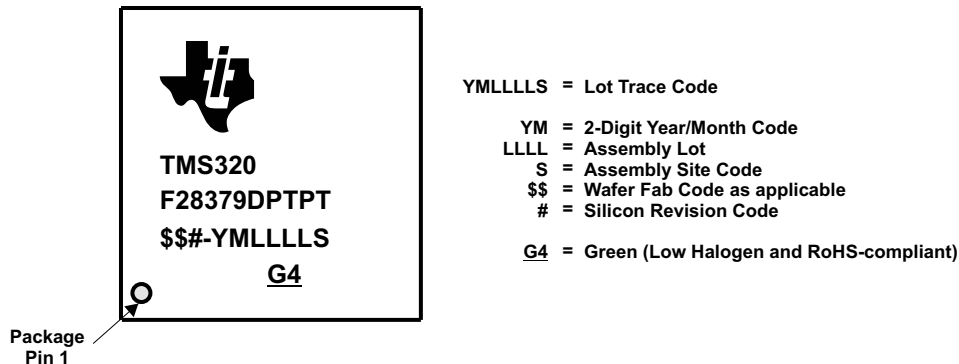 TMS320
F28379DPTPT
$$#-YMLLLLS
G4
Package
Pin 1
YMLLLLS = Lot Trace Code
YM = 2-Digit Year/Month Code
LLLL = Assembly Lot
S = Assembly Site Code
$$ = Wafer Fab Code as applicable
# = Silicon Revision Code
G4 = Green (Low Halogen and RoHS-compliant)